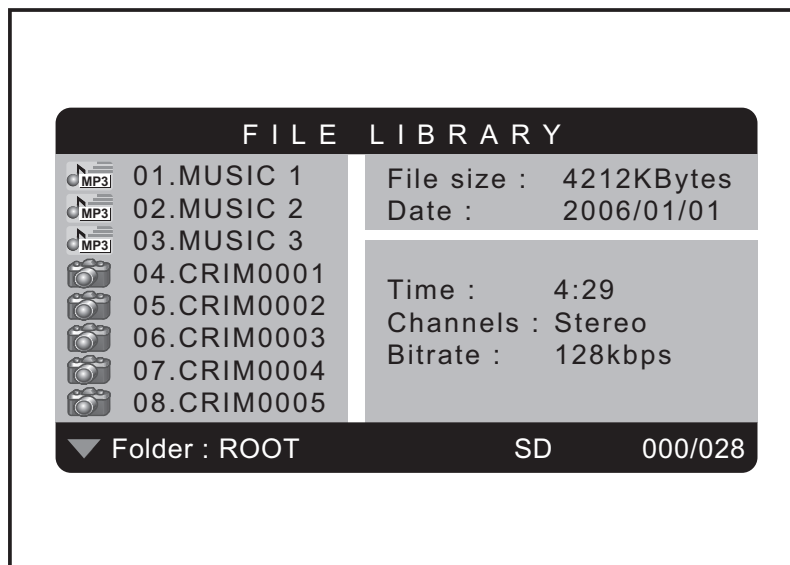 FILE LIBRARY
MP3 01.MUSIC 1
MP3 02.MUSIC 2
MP3 03.MUSIC 3
04.CRIM0001
05.CRIM0002
06.CRIM0003
07.CRIM0004
08.CRIM0005
File size : 4212KBytes
Date : 2006/01/01
Time : 4:29
Channels : Stereo
Bitrate : 128kbps
Folder : ROOT SD 000/028